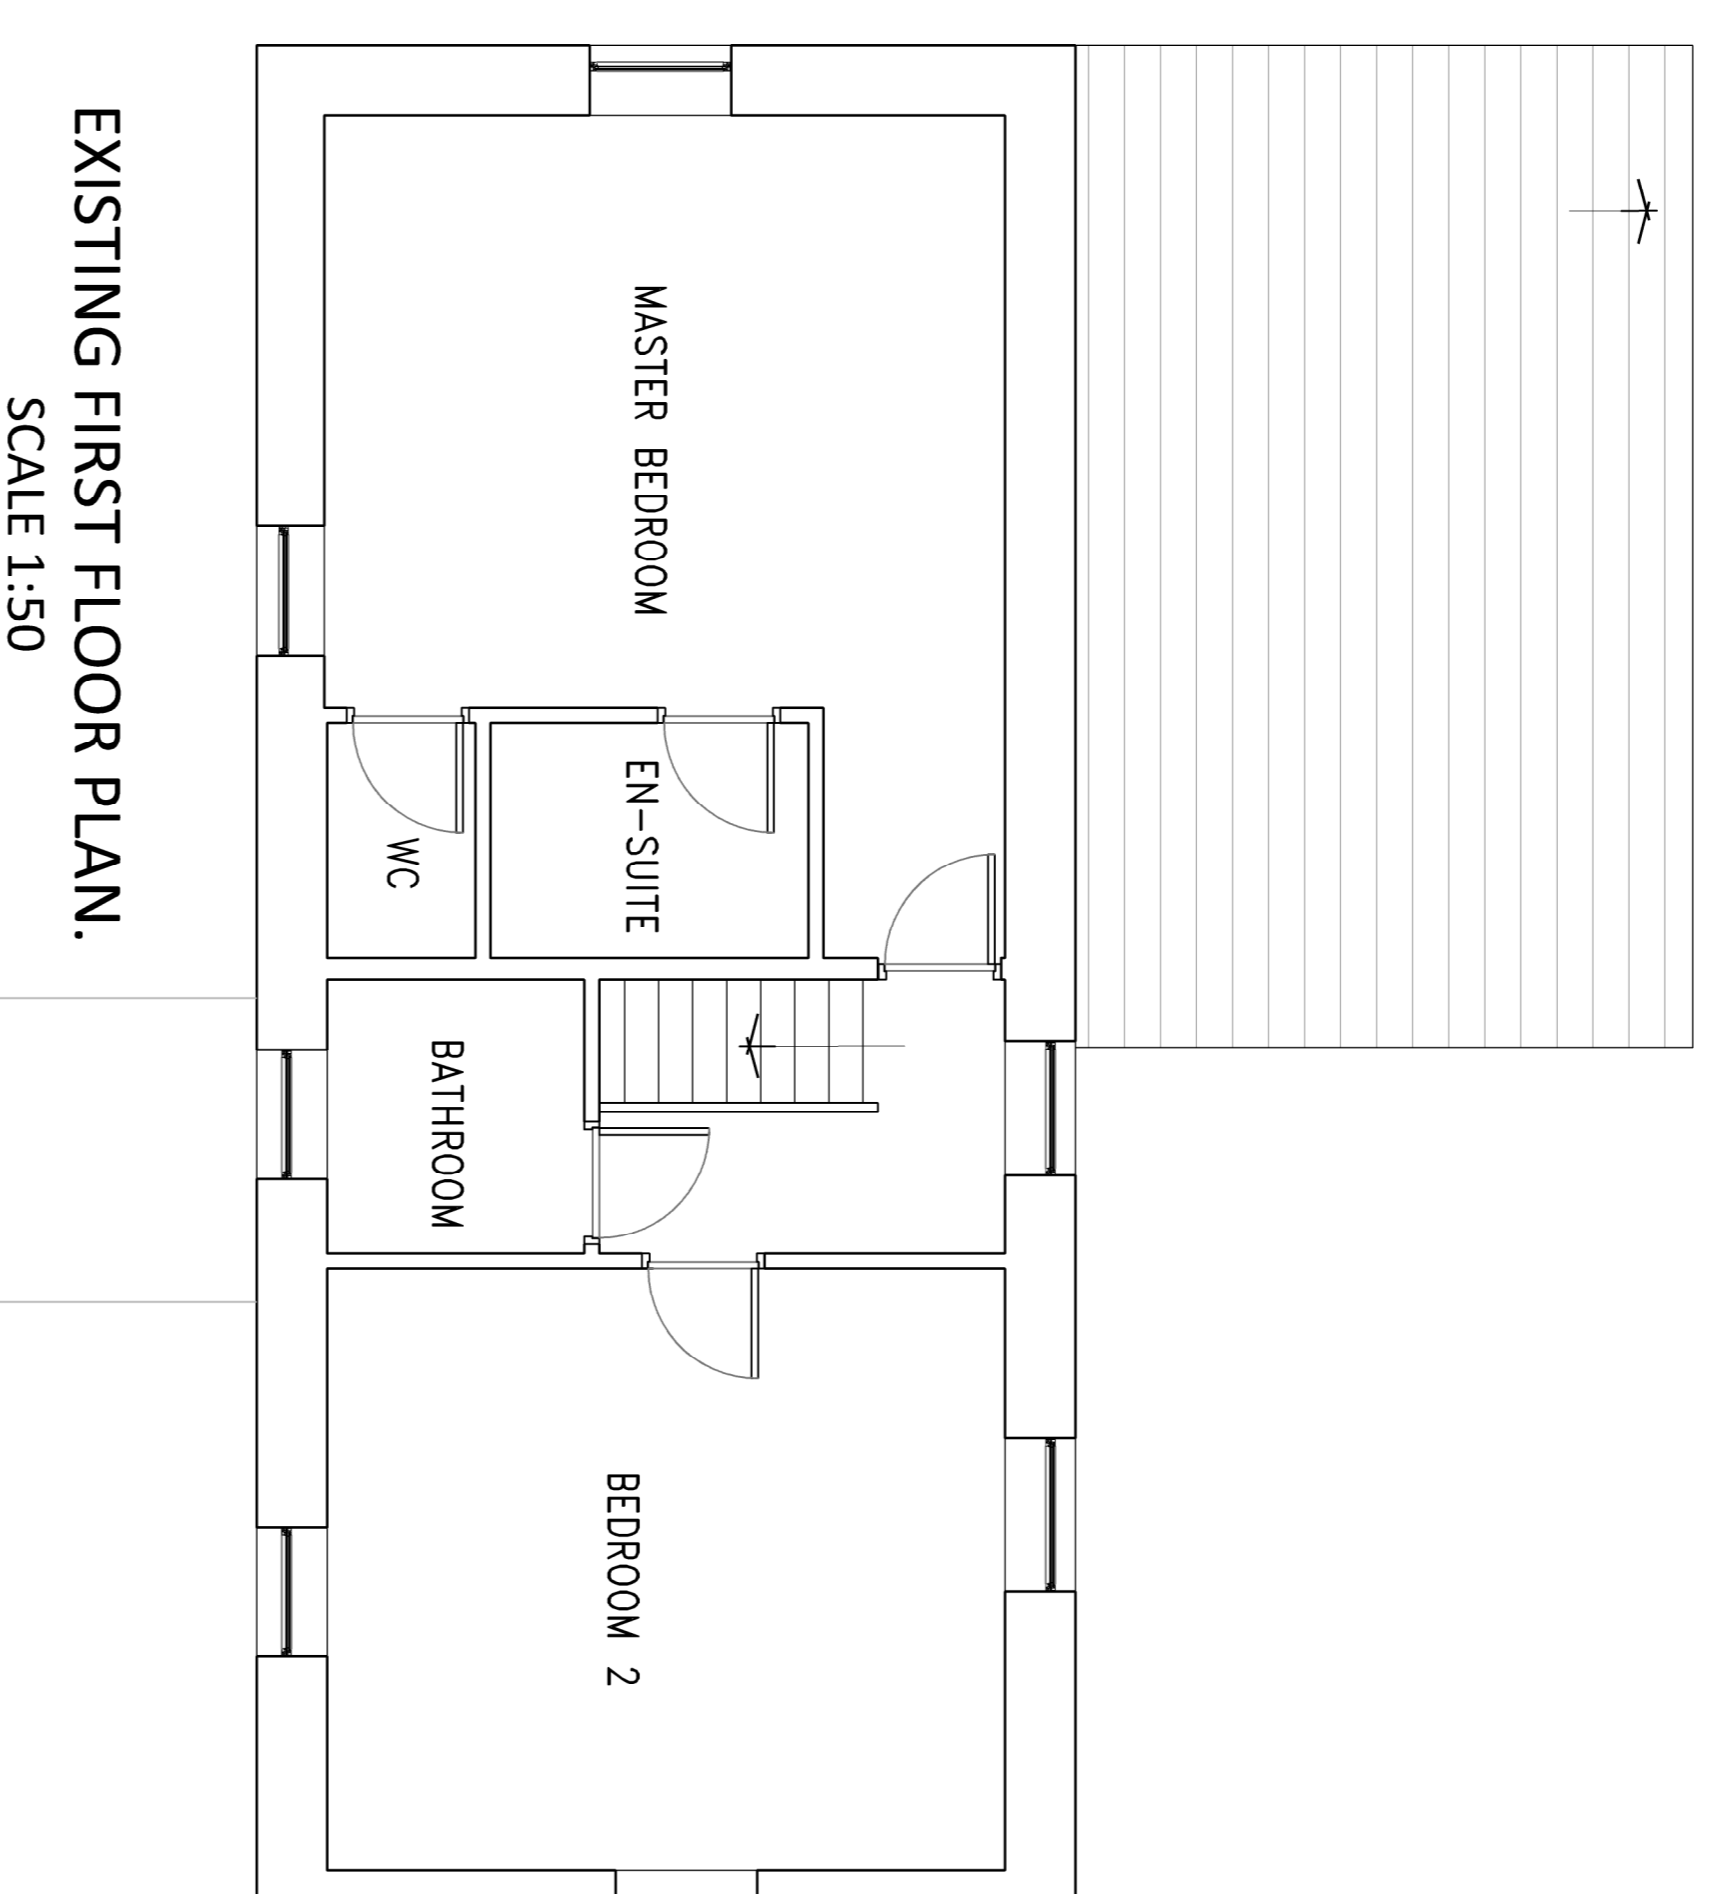 MASTER BEDROOM
EN-SUITE
WC
BATHROOM
BEDROOM 2
EXISTING FIRST FLOOR PLAN.
SCALE 1:50